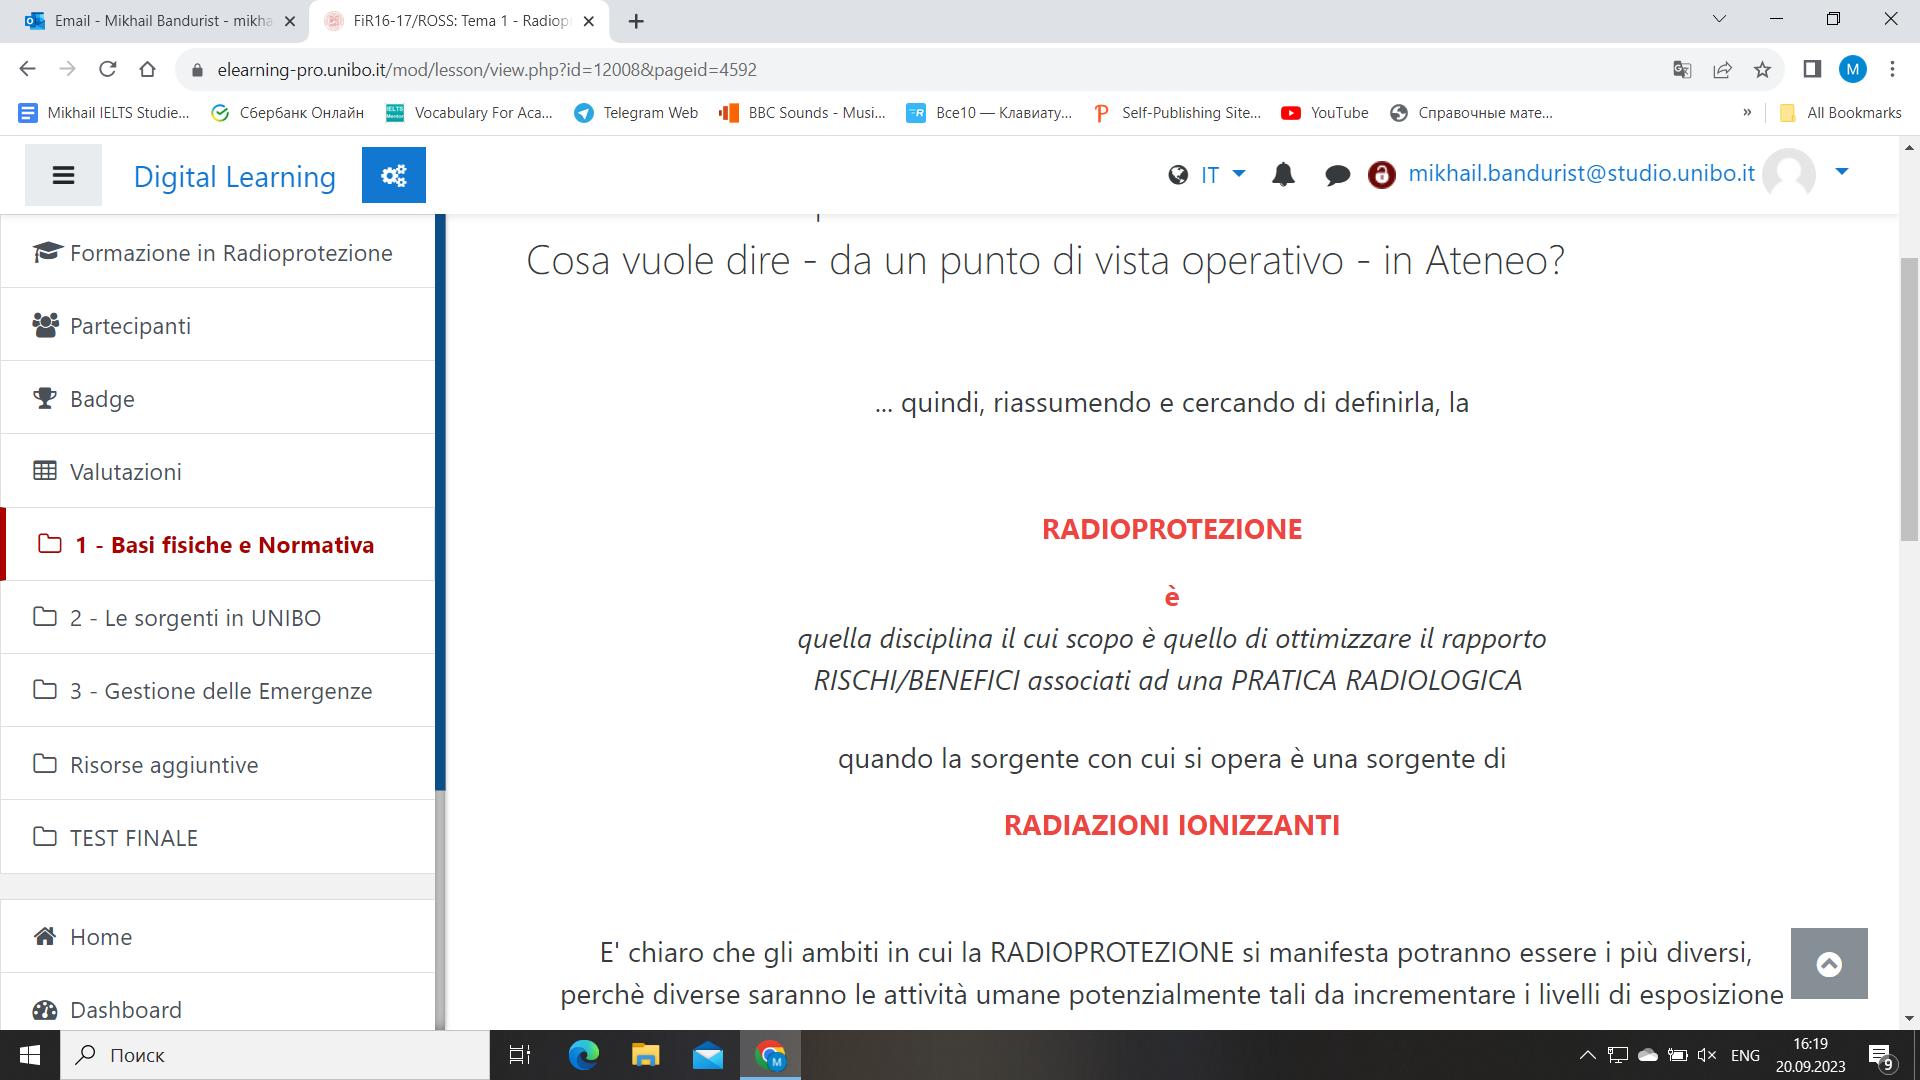 Email - Mikhail Bandurist - mikha
FiR16-17/ROSS: Tema 1 - Radiopr
elearning-pro.unibo.it/mod/lesson/view.php?id=12008&pageid=4592
M
Mikhail IELTS Studie...
Сбербанк Онлайн
Vocabulary For Aca...
Telegram Web
BBC Sounds - Musi...
Все10 — Клавиату...
Self-Publishing Site...
YouTube
Справочные мате...
»
All Bookmarks
Digital Learning
IT
mikhail.bandurist@studio.unibo.it
Formazione in Radioprotezione
Partecipanti
Badge
Valutazioni
1 - Basi fisiche e Normativa
2 - Le sorgenti in UNIBO
3 - Gestione delle Emergenze
Risorse aggiuntive
TEST FINALE
Home
Dashboard
Cosa vuole dire - da un punto di vista operativo - in Ateneo?
... quindi, riassumendo e cercando di definirla, la
RADIOPROTEZIONE
è
quella disciplina il cui scopo è quello di ottimizzare il rapporto
RISCHI/BENEFICI associati ad una PRATICA RADIOLOGICA
quando la sorgente con cui si opera è una sorgente di
RADIAZIONI IONIZZANTI
E' chiaro che gli ambiti in cui la RADIOPROTEZIONE si manifesta potranno essere i più diversi,
perchè diverse saranno le attività umane potenzialmente tali da incrementare i livelli di esposizione
Поиск
M
ENG
16:19
20.09.2023
9